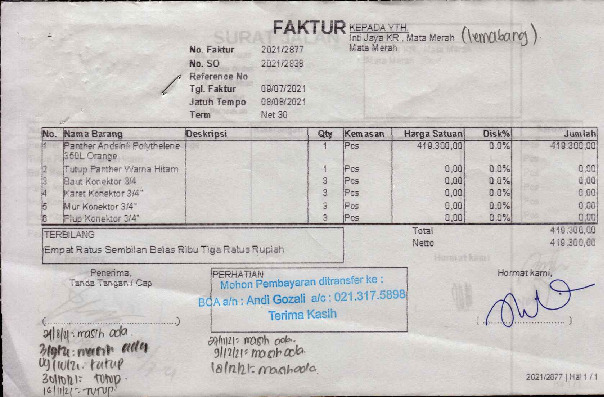 FAKTUR
KEPADA YTH,
Inti Jaya KR. Mata Merah (Lemabang)
Mata Merah
No. Faktur 2021/2877
No. SO 2021/2838
Reference No
Tgl. Faktur 09/07/2021
Jatuh Tempo 08/08/2021
Term Net 30
No. Nama Barang Deskripsi Qty Kemasan Harga Satuan Disk% Jumlah
1 Panther Polythelene 1 Pcs 419.300,00 0.0% 419.300,00
350L Orange
2 Tutup Panther Warna Hitam 1 Pcs 0,00 0.0% 0,00
3 Baut Konektor 3/4 3 Pcs 0,00 0.0% 0,00
4 Karet Konektor 3/4" 3 Pcs 0,00 0.0% 0,00
5 Mur Konektor 3/4" 3 Pcs 0,00 0.0% 0,00
6 Plup Konektor 3/4" 3 Pcs 0,00 0.0% 0,00
TERBILANG
Empat Ratus Sembilan Belas Ribu Tiga Ratus Rupiah
Total 419.300,00
Netto 419.300,00
Penerima,
Tanda Tangan / Cap
PERHATIAN
Mohon Pembayaran ditransfer ke :
BCA a/n : Andi Gozali a/c : 021.317.5898
Terima Kasih
Hormat kami,
(..............................)
(..............................)
masih ada
masih ada
tutup
30/10/21: tutup
tutup
masih ada.
9/12/21: masih ada.
masih ada.
2021/2877 | Hal 1 / 1